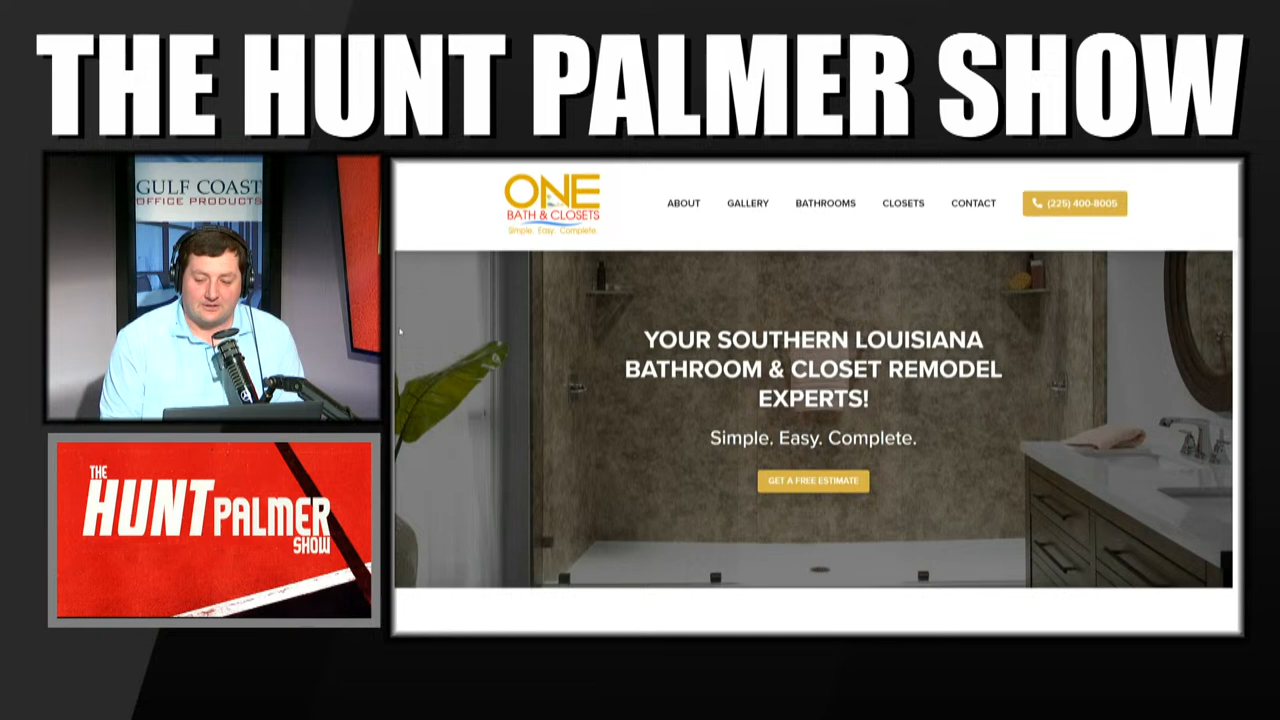 THE HUNT PALMER SHOW
GULF COAST
OFFICE PRODUCTS
ONE
BATH & CLOSETS
Simple. Easy. Complete.
ABOUT
GALLERY
BATHROOMS
CLOSETS
CONTACT
(225) 400-8005
YOUR SOUTHERN LOUISIANA
BATHROOM & CLOSET REMODEL
EXPERTS!
Simple. Easy. Complete.
GET A FREE ESTIMATE
THE
HUNT PALMER
SHOW